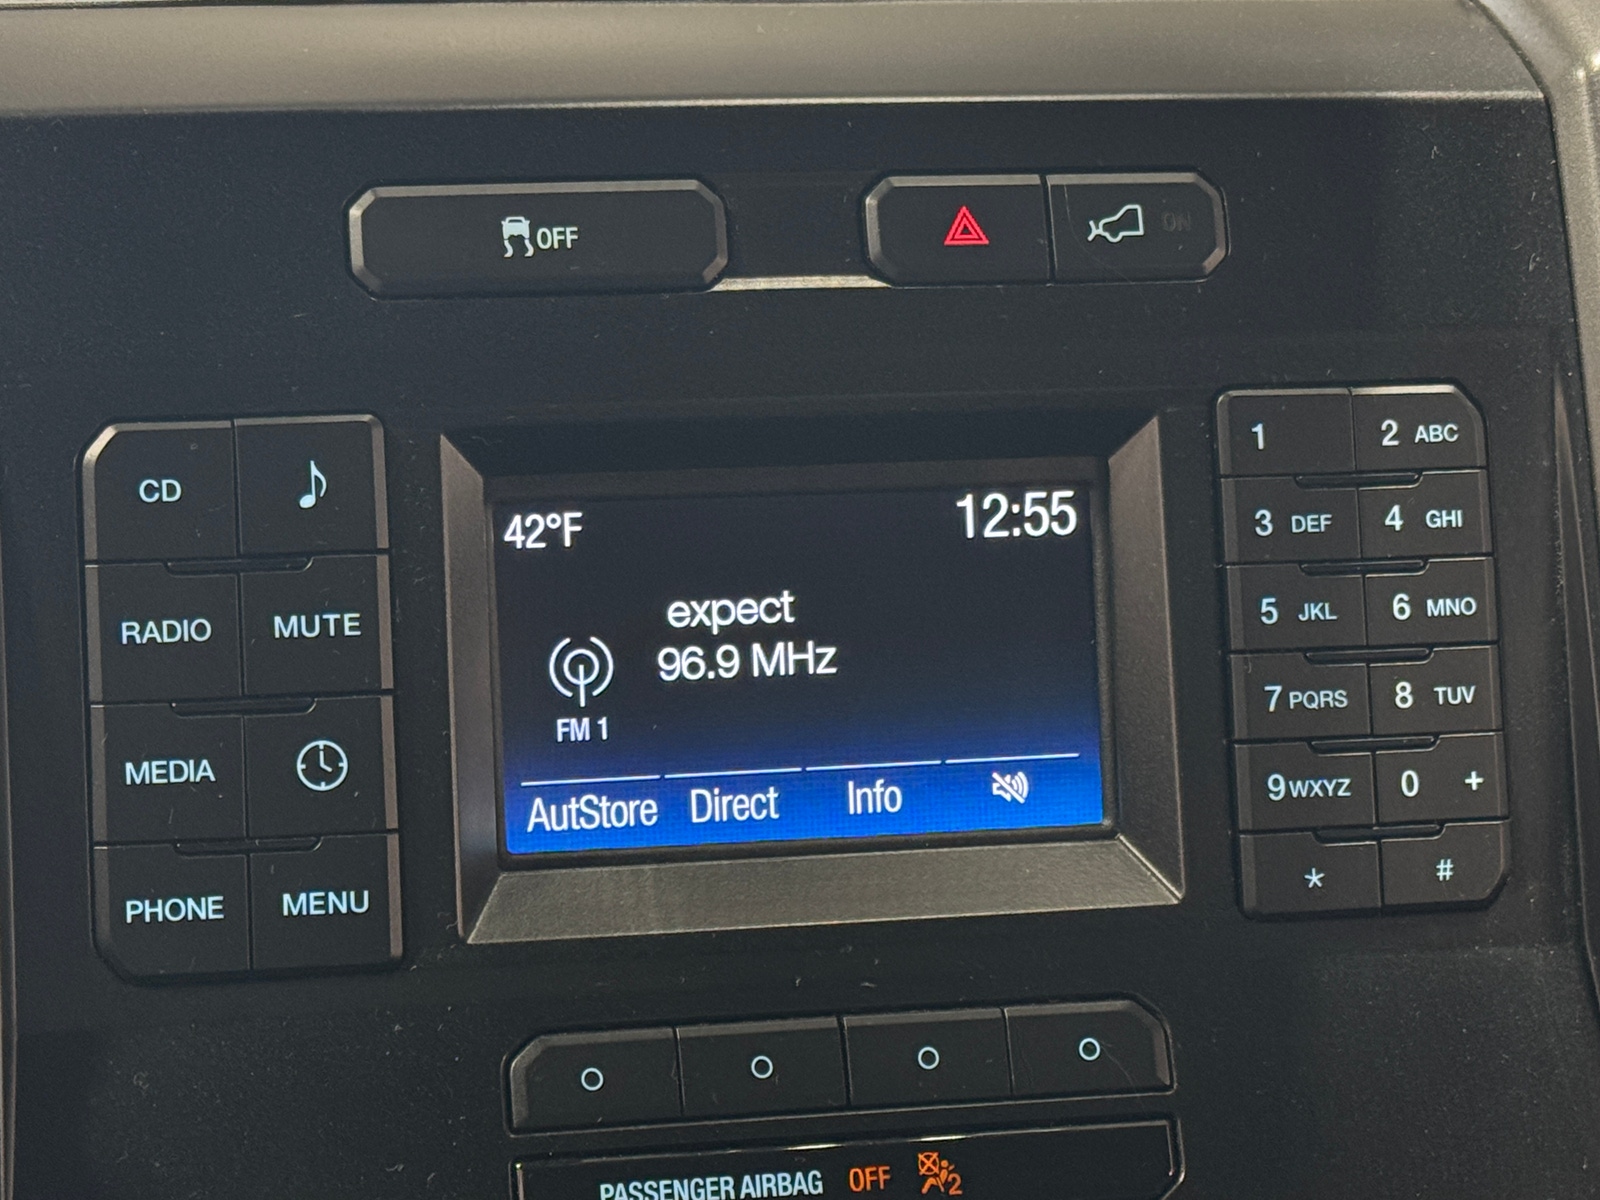 OFF
ON
42°F 12:55
expect
96.9 MHz
FM 1
AutStore Direct Info
CD
RADIO MUTE
MEDIA
PHONE MENU
1 2 ABC
3 DEF 4 GHI
5 JKL 6 MNO
7 PQRS 8 TUV
9 WXYZ 0 +
* #
PASSENGER AIRBAG OFF 2